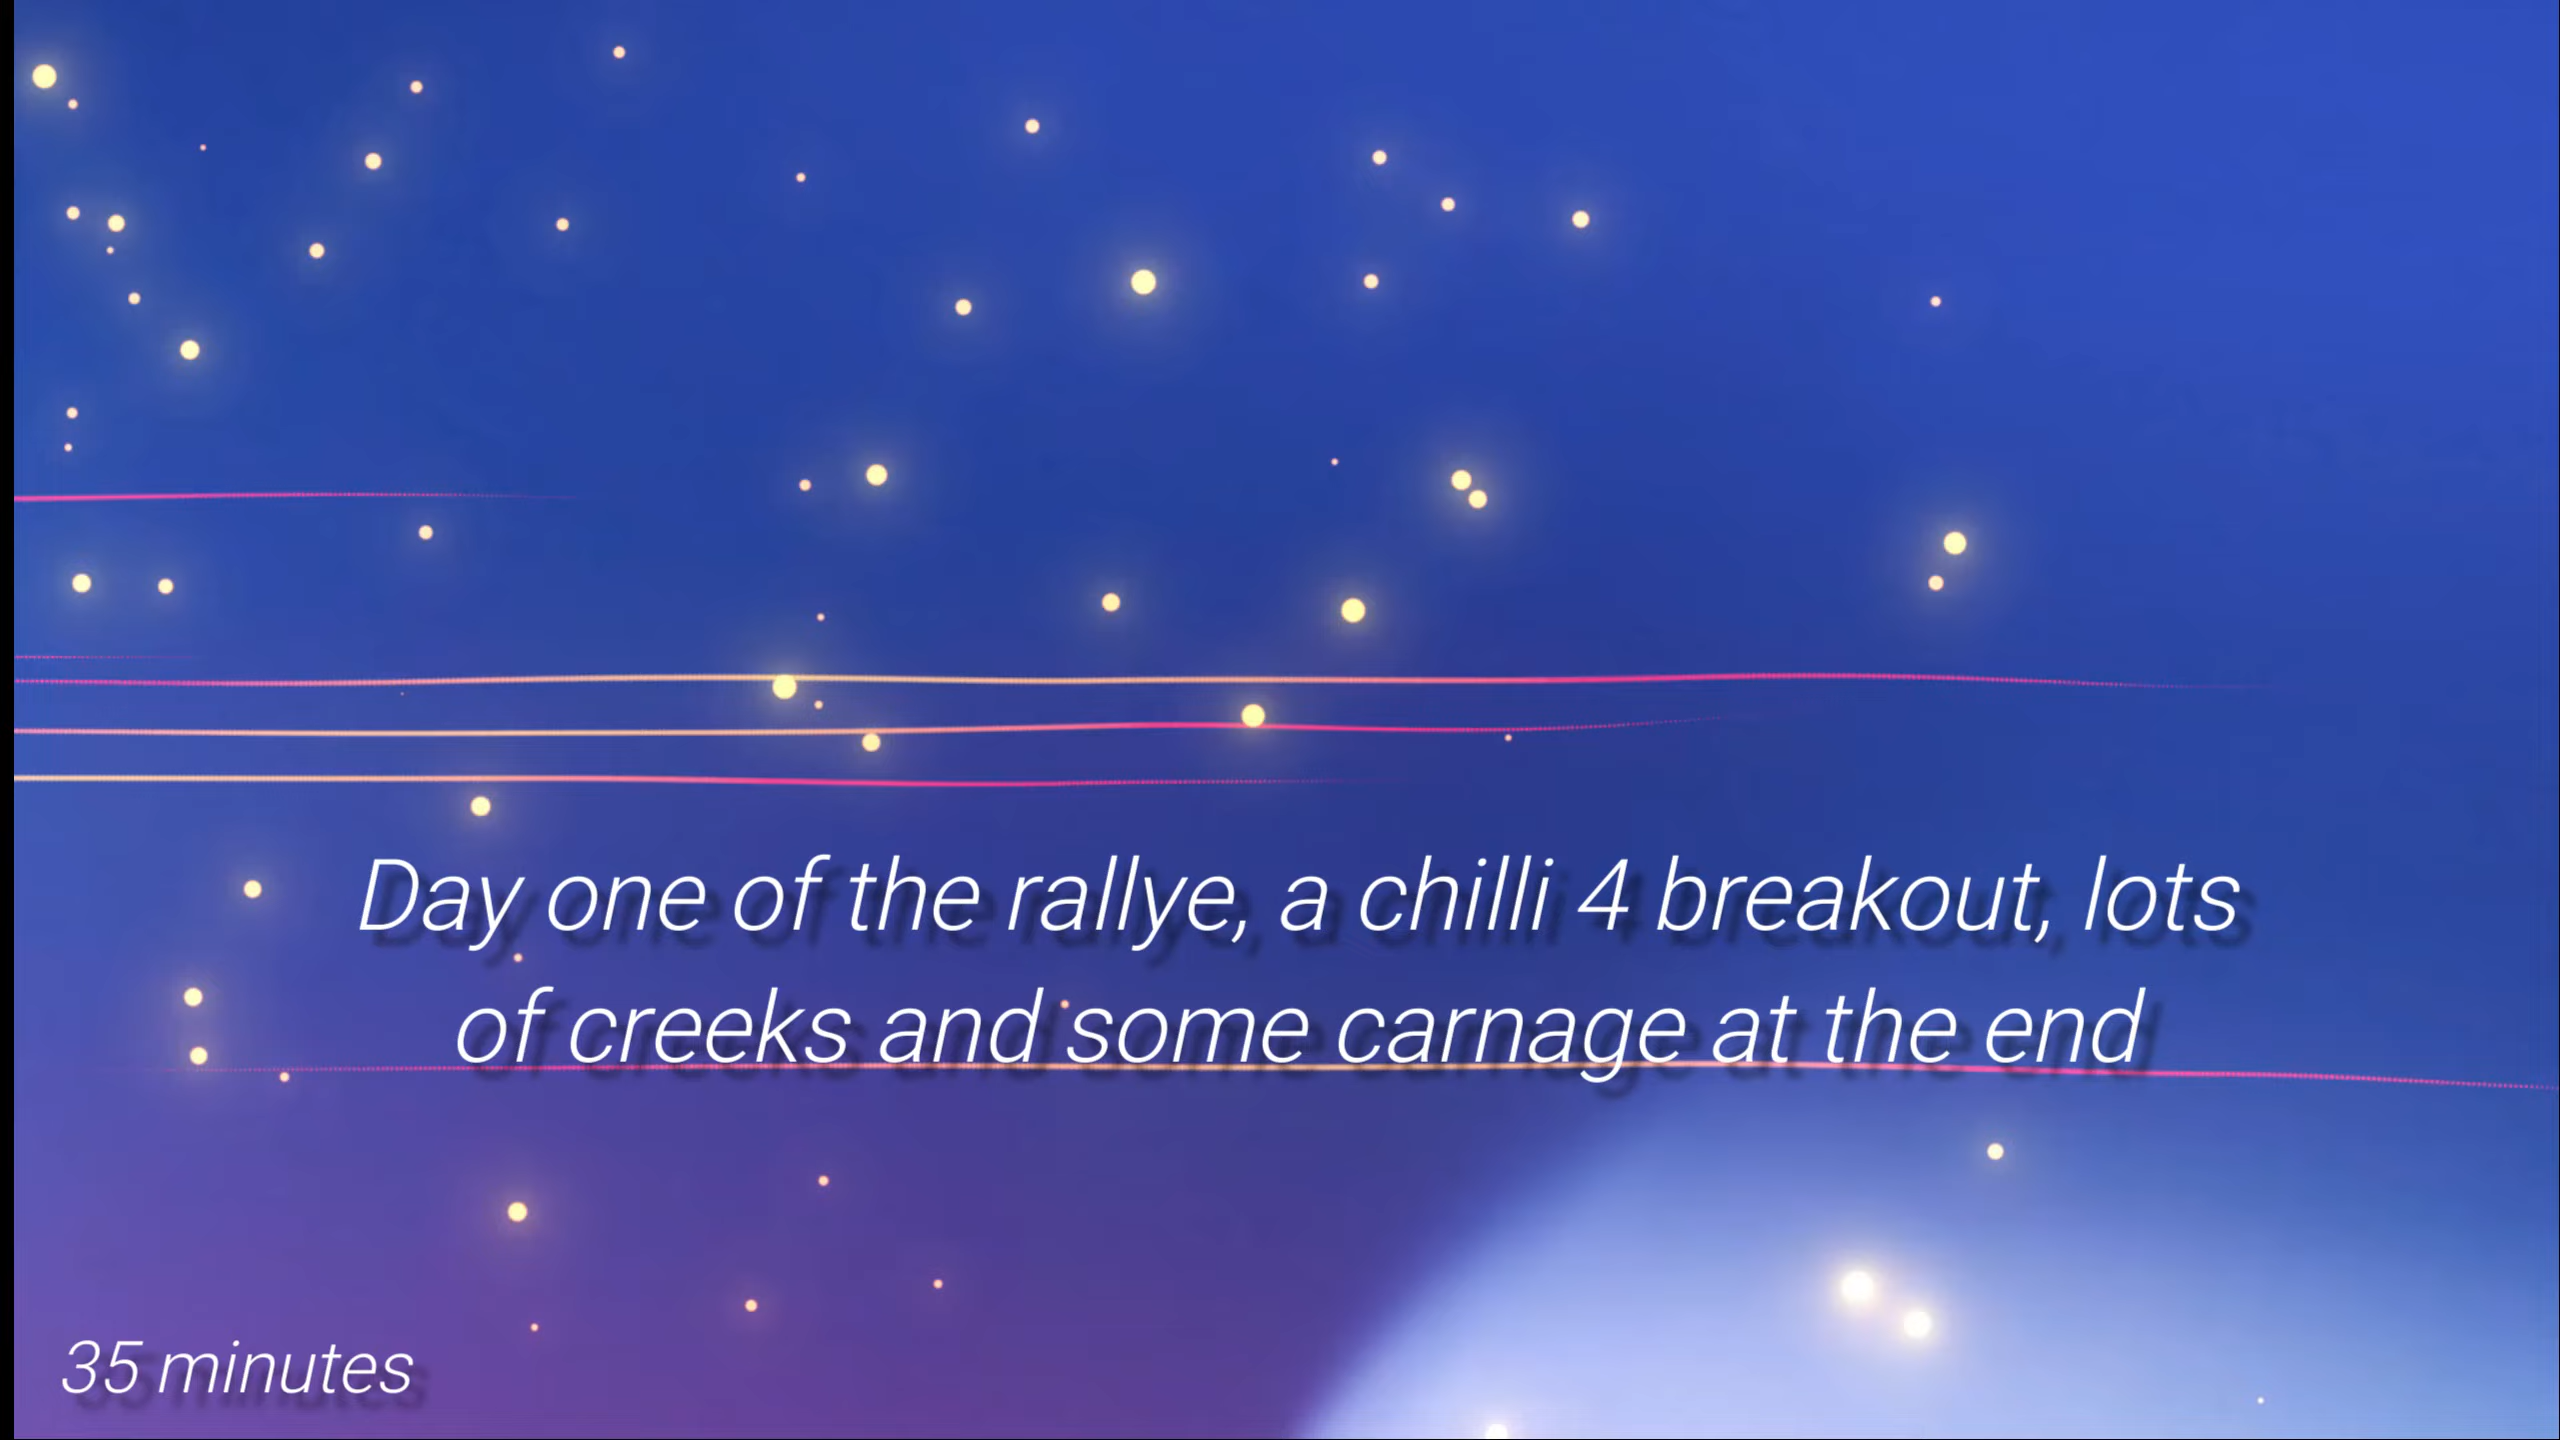 Day one of the rallye, a chilli 4 breakout, lots
of creeks and some carnage at the end
35 minutes